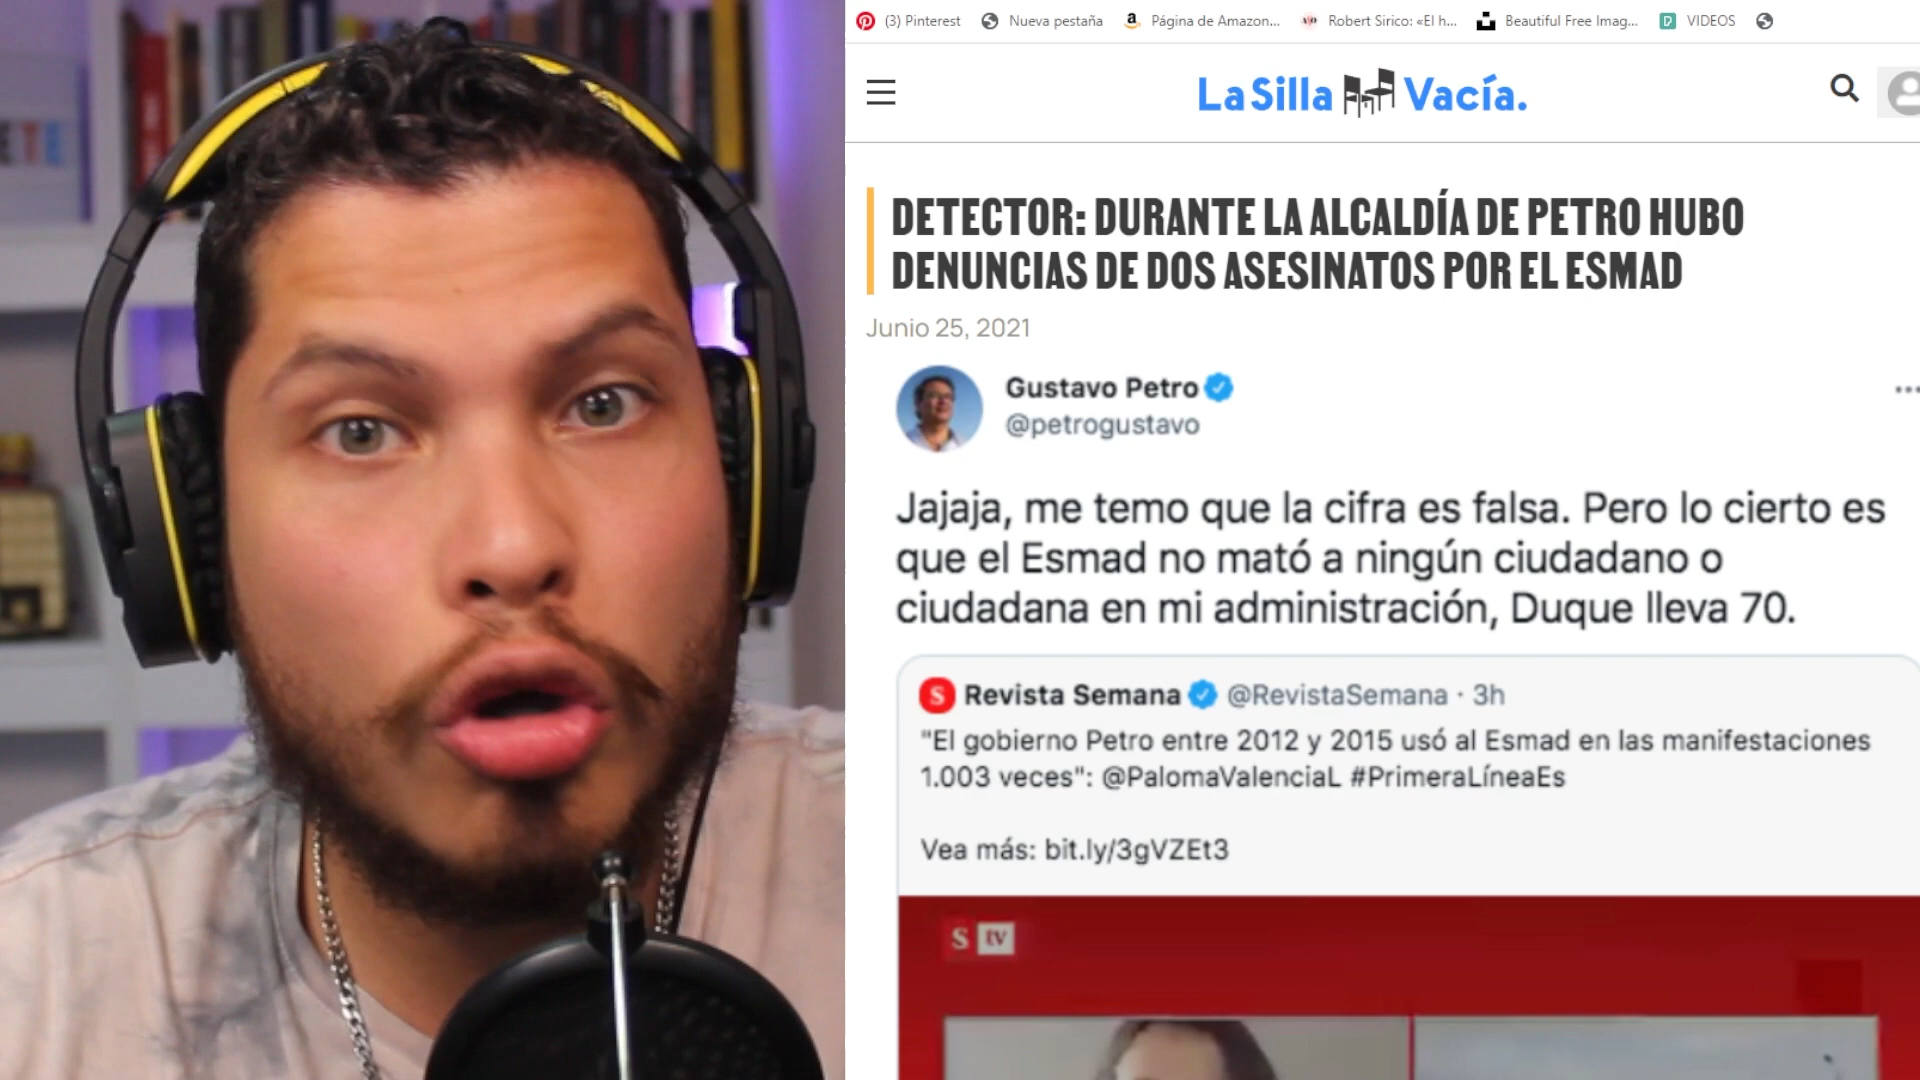 (3) Pinterest
Nueva pestaña
Página de Amazon...
Robert Sirico: «El h...
Beautiful Free Imag...
VIDEOS
La Silla Vacía.
DETECTOR: DURANTE LA ALCALDÍA DE PETRO HUBO
DENUNCIAS DE DOS ASESINATOS POR EL ESMAD
Junio 25, 2021
Gustavo Petro
@petrogustavo
Jajaja, me temo que la cifra es falsa. Pero lo cierto es
que el Esmad no mató a ningún ciudadano o
ciudadana en mi administración, Duque lleva 70.
S Revista Semana @RevistaSemana · 3h
"El gobierno Petro entre 2012 y 2015 usó al Esmad en las manifestaciones
1.003 veces": @PalomaValenciaL #PrimeraLíneaEs
Vea más: bit.ly/3gVZEt3
S tv